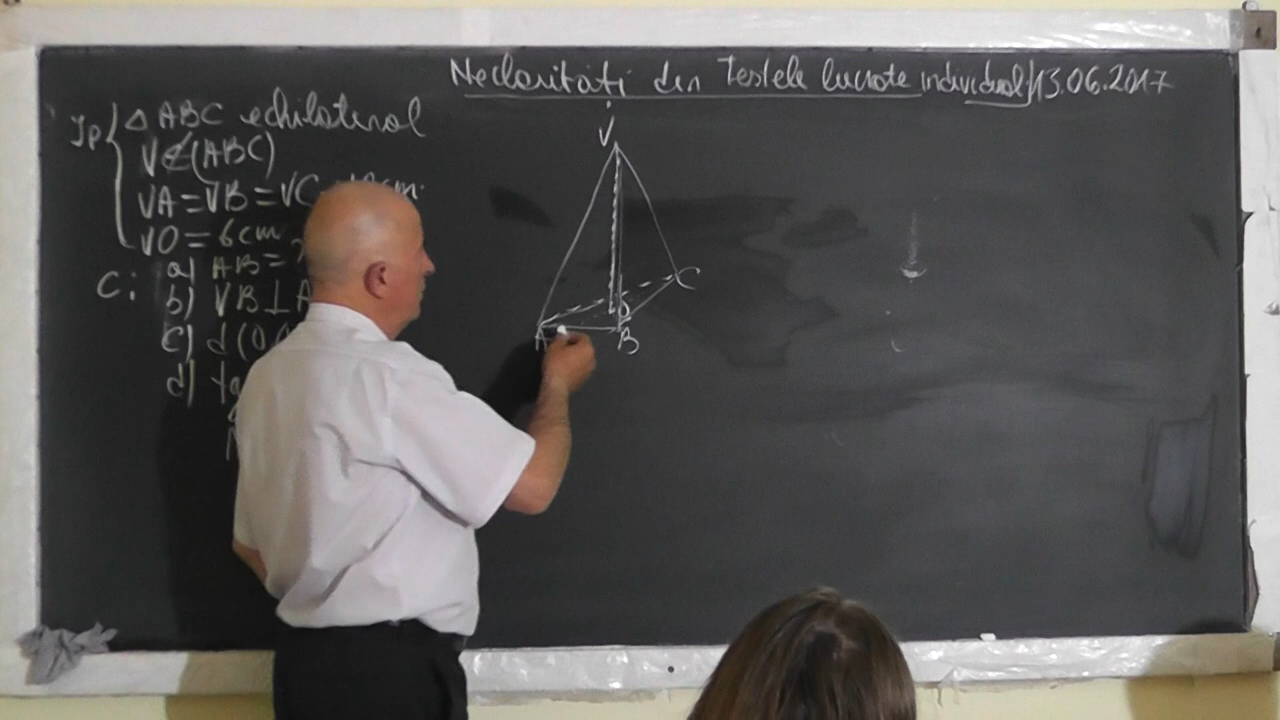 Neclarități din Testele lucrate individual/13.06.2017
Ip
△ ABC echilateral
V∉(ABC)
VA=VB=VC
cm.
VO=6cm
C:
a) AB=
b) VB⊥A
c) d(O,
d) tg
V
A
B
C
O